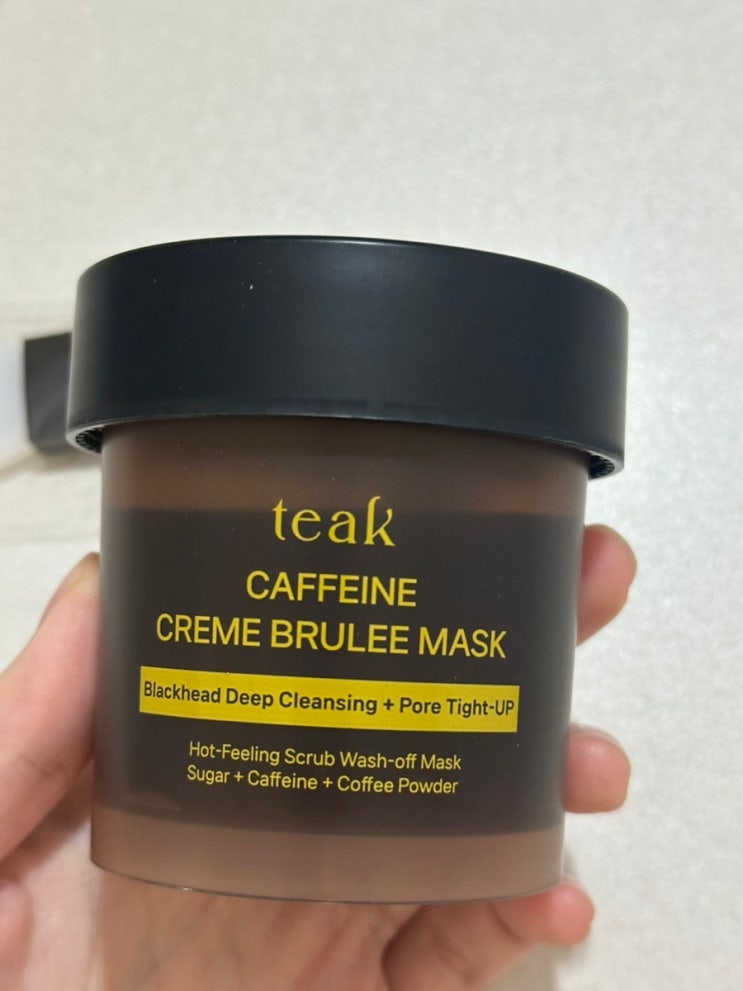 teak
CAFFEINE
CREME BRULEE MASK
Blackhead Deep Cleansing + Pore Tight-UP
Hot-Feeling Scrub Wash-off Mask
Sugar + Caffeine + Coffee Powder